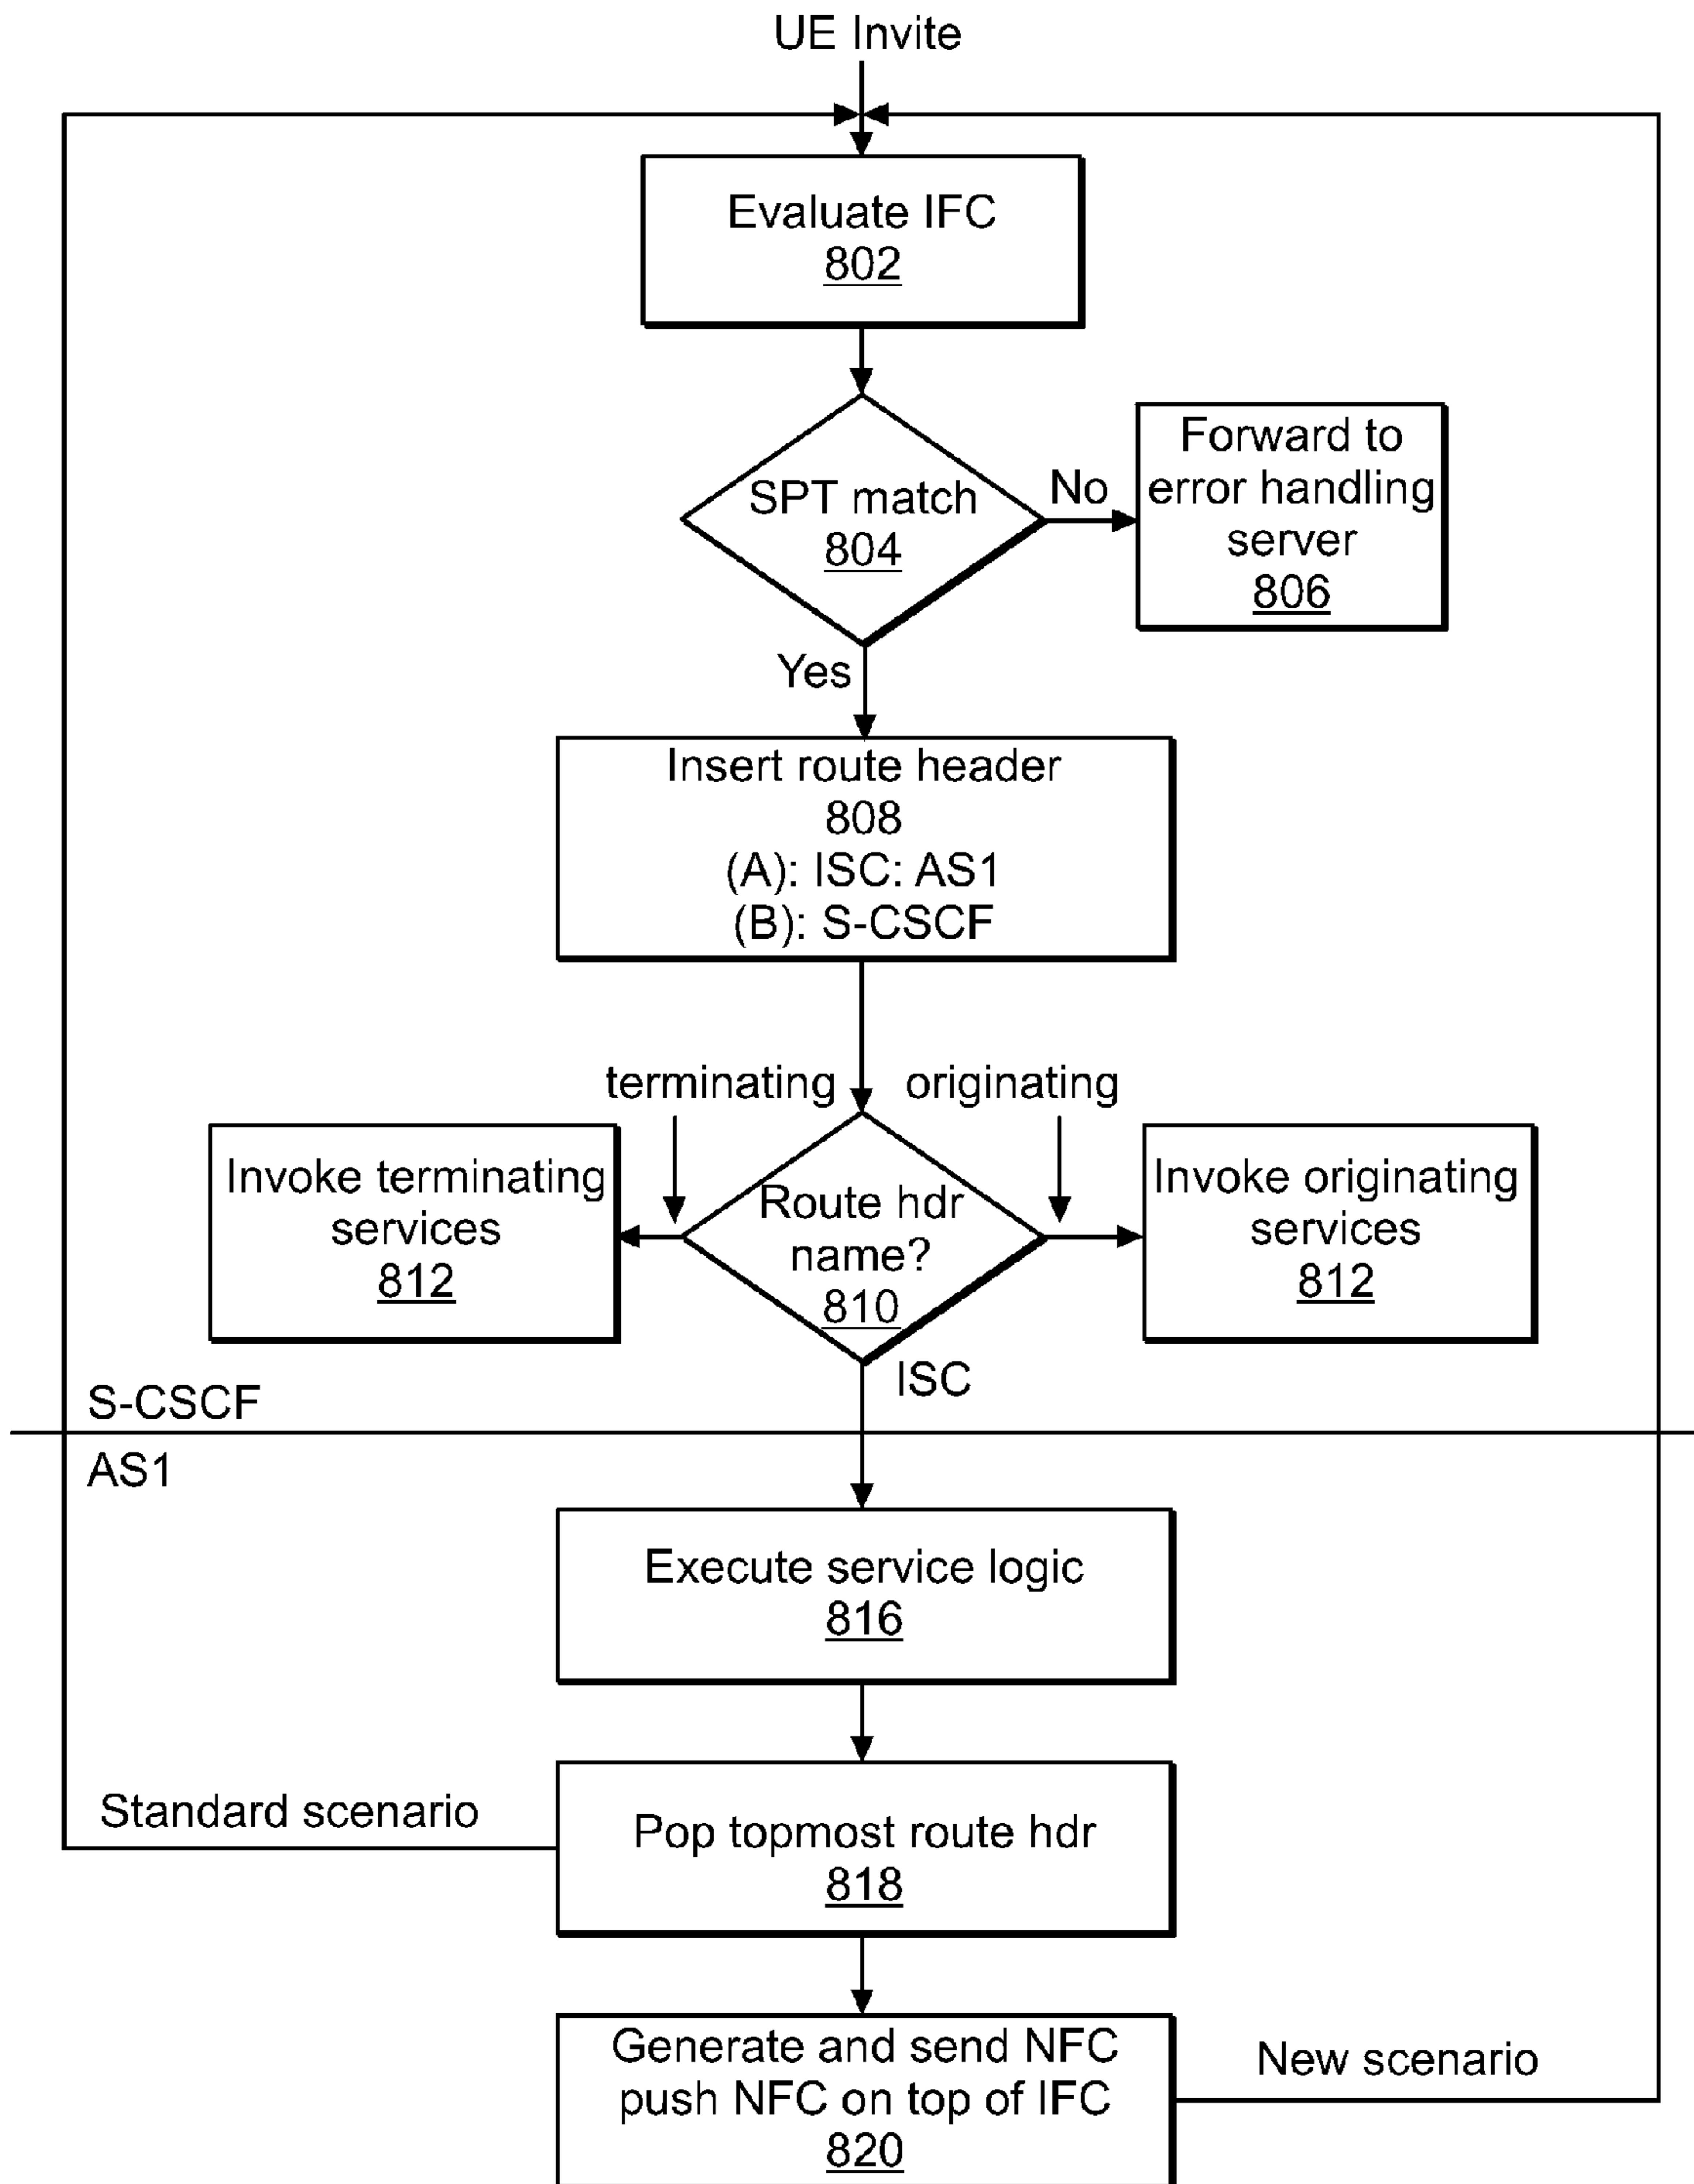 UE Invite
Evaluate IFC
802
SPT match
804
No
Forward to
error handling
server
806
Yes
Insert route header
808
(A): ISC: AS1
(B): S-CSCF
terminating
originating
Invoke terminating
services
812
Route hdr
name?
810
Invoke originating
services
812
ISC
S-CSCF
AS1
Execute service logic
816
Standard scenario
Pop topmost route hdr
818
Generate and send NFC
push NFC on top of IFC
820
New scenario